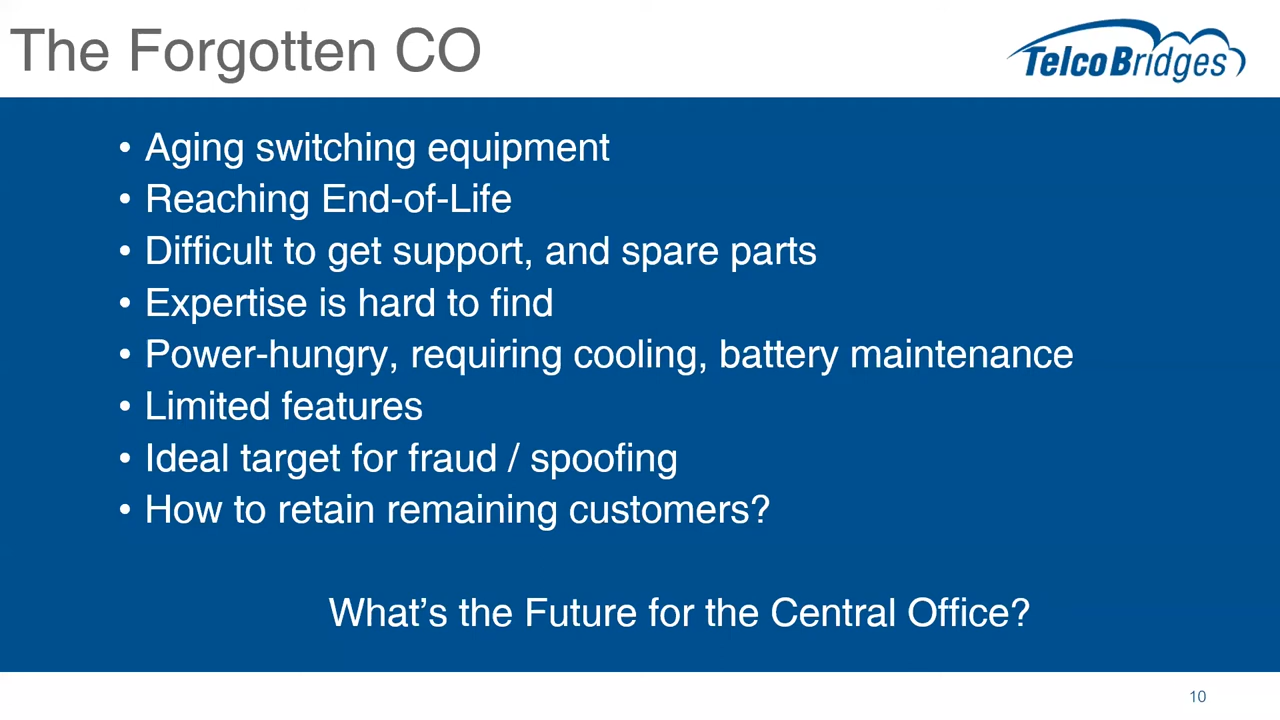 The Forgotten CO
TelcoBridges
• Aging switching equipment
• Reaching End-of-Life
• Difficult to get support, and spare parts
• Expertise is hard to find
• Power-hungry, requiring cooling, battery maintenance
• Limited features
• Ideal target for fraud / spoofing
• How to retain remaining customers?
What’s the Future for the Central Office?
10